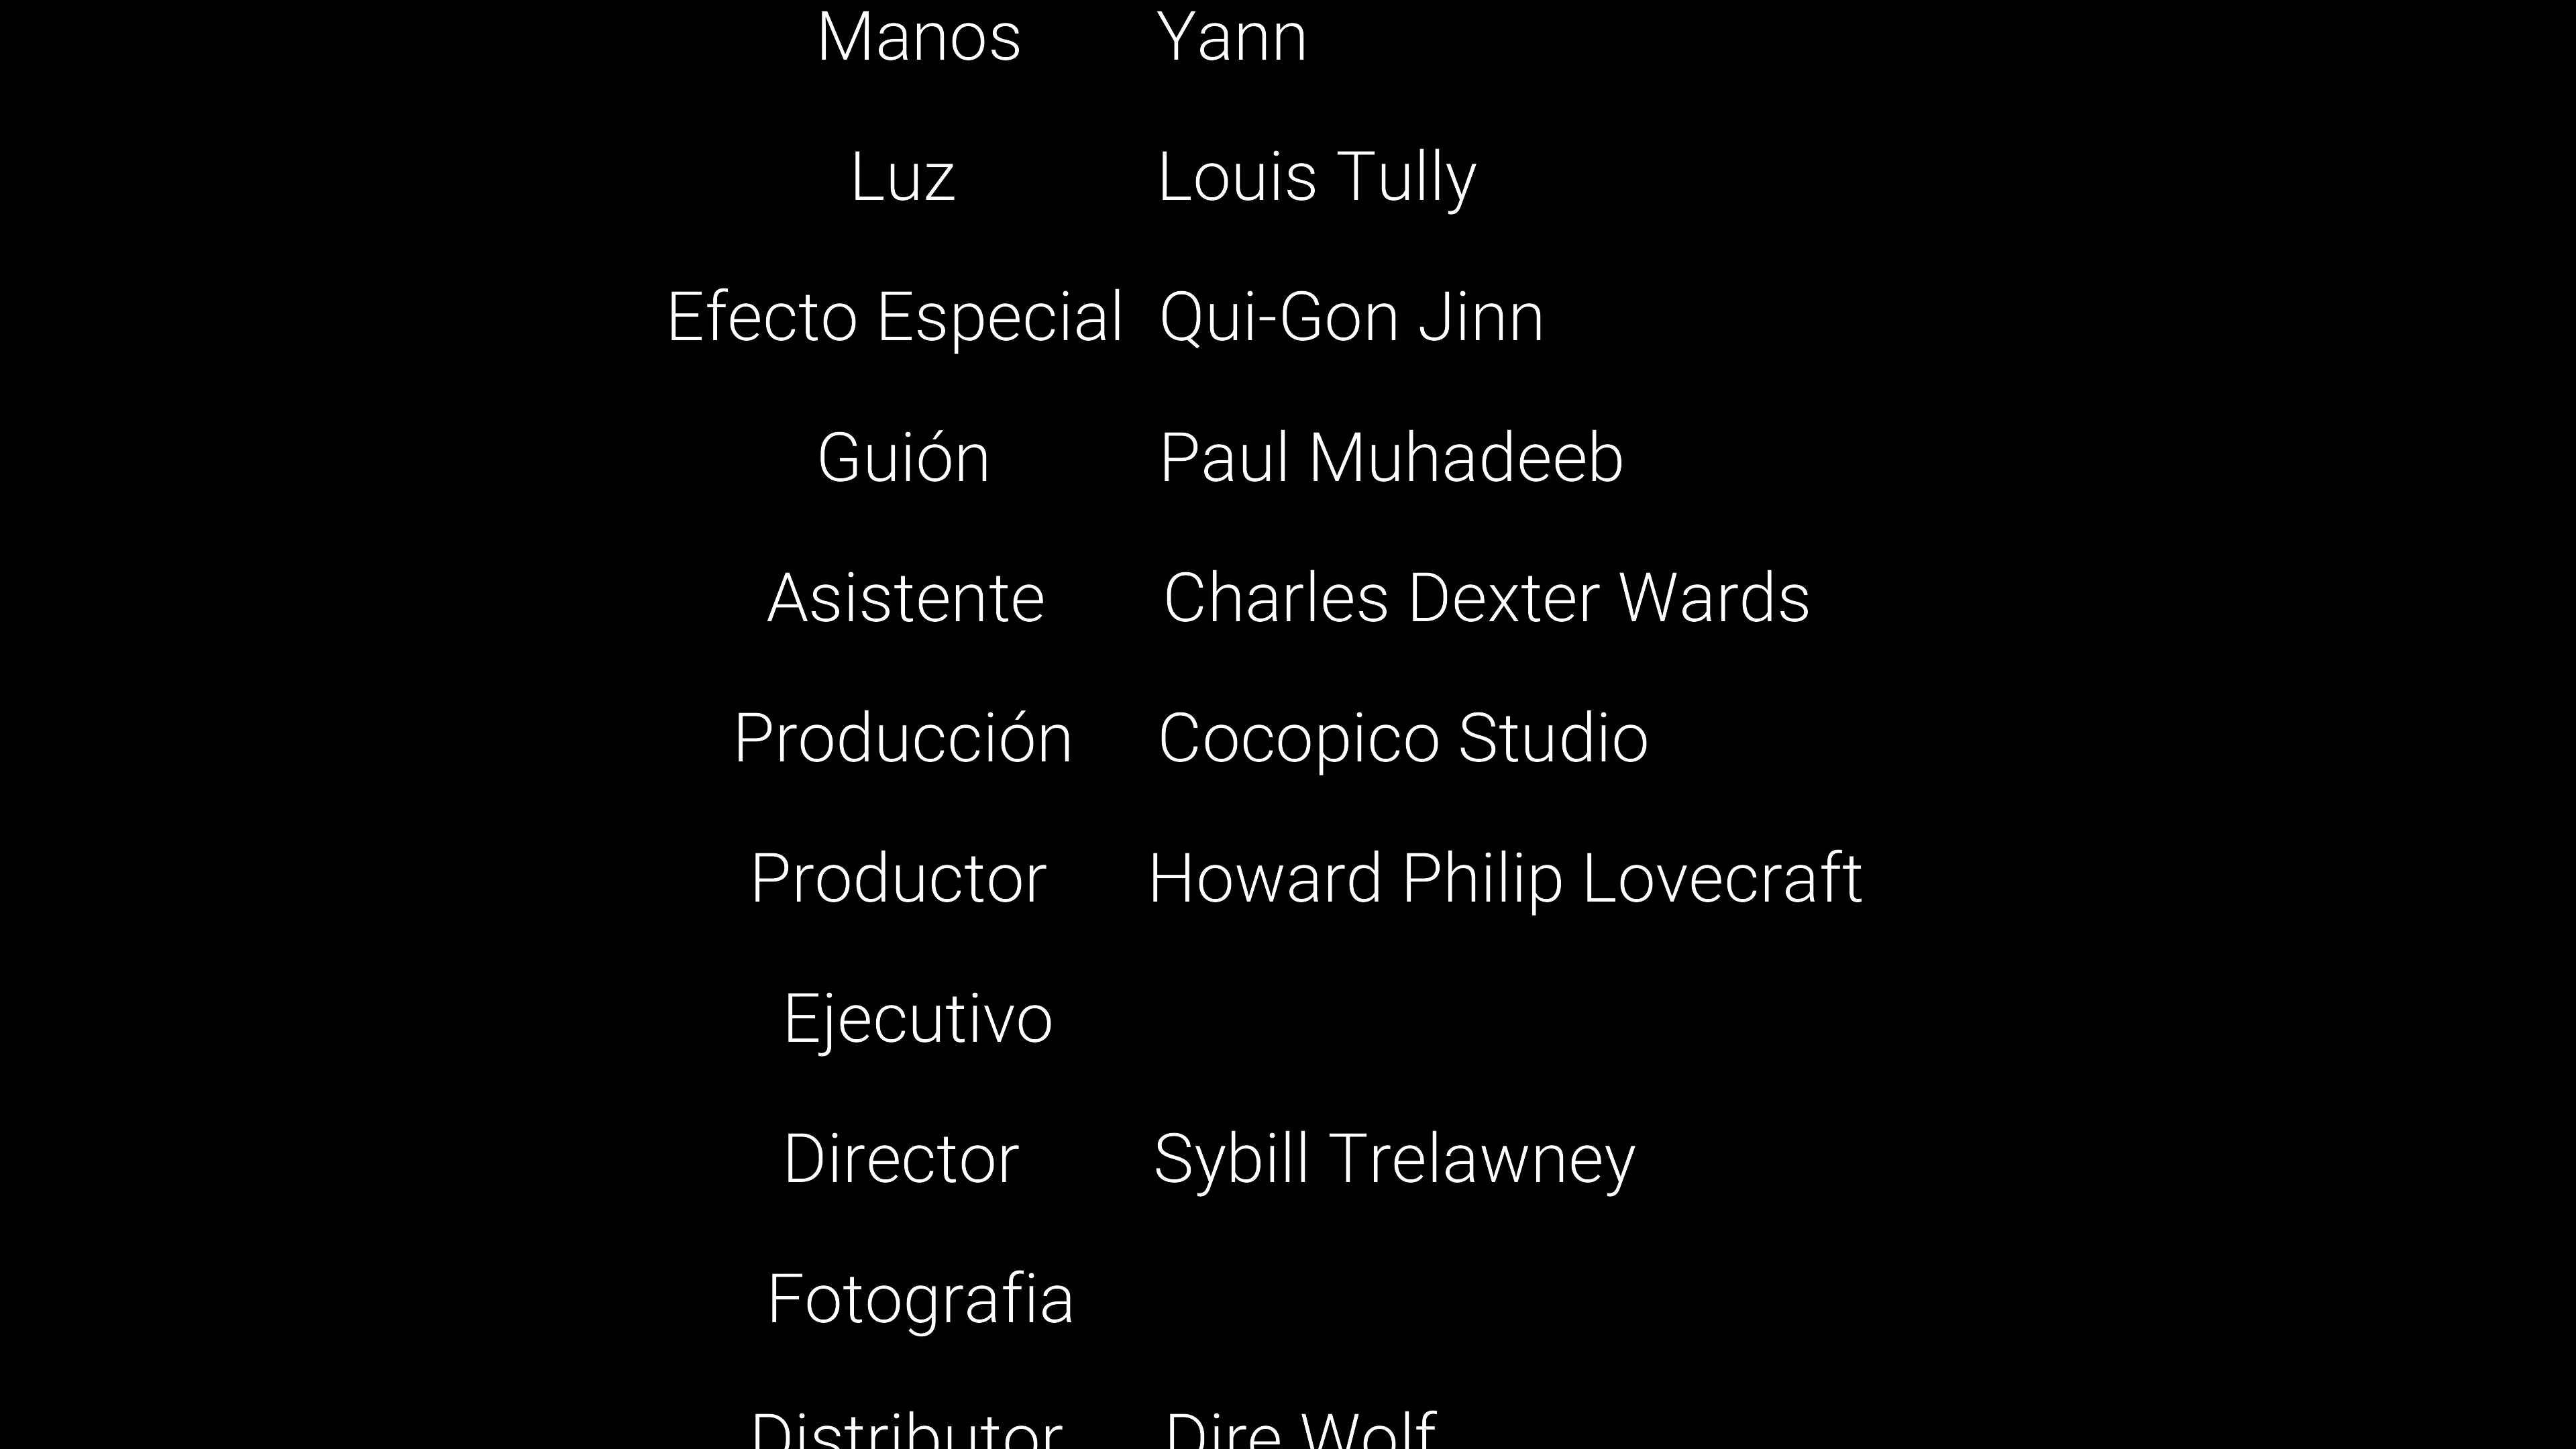 Manos Yann
Luz Louis Tully
Efecto Especial Qui-Gon Jinn
Guión Paul Muhadeeb
Asistente Charles Dexter Wards
Producción Cocopico Studio
Productor Howard Philip Lovecraft
Ejecutivo
Director Sybill Trelawney
Fotografia
Distributor Dire Wolf